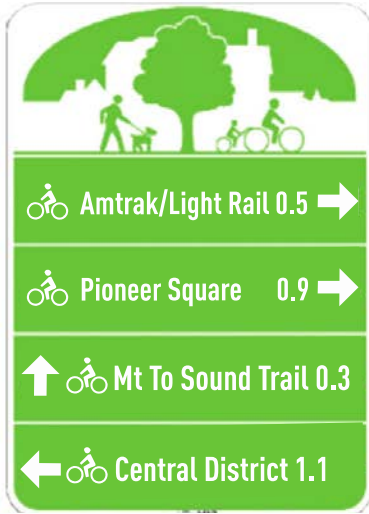 Amtrak/Light Rail 0.5
Pioneer Square 0.9
Mt To Sound Trail 0.3
Central District 1.1